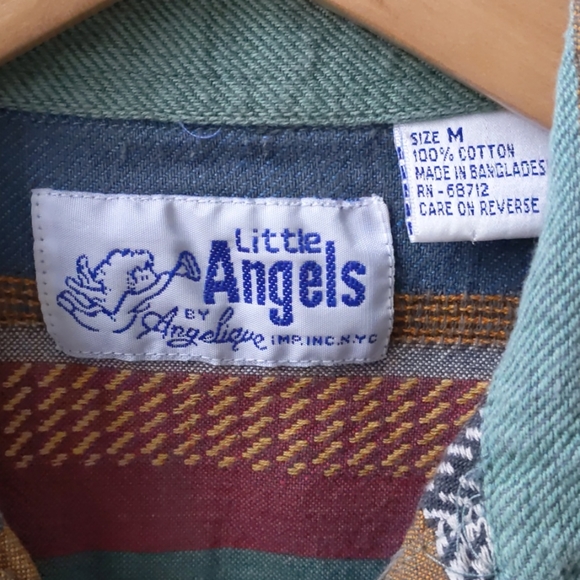 Little
Angels
BY Angelique IMP. INC. N.Y.C
SIZE M
100% COTTON
MADE IN BANGLADES
RN - 68712
CARE ON REVERSE